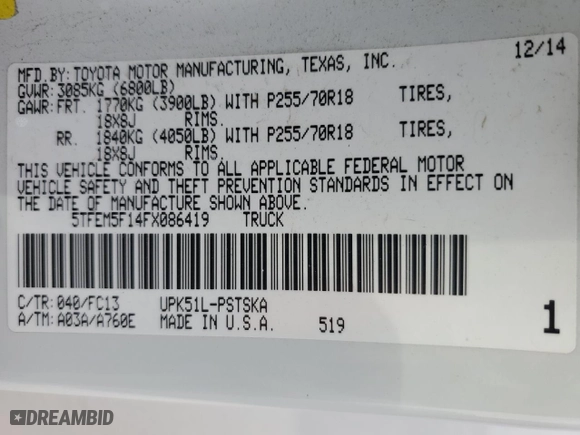 12/14
MFD.BY:TOYOTA MOTOR MANUFACTURING, TEXAS, INC.
GVWR:3085KG (6800LB)
GAWR:FRT. 1770KG (3900LB) WITH P255/70R18 TIRES,
18X8J RIMS.
RR. 1840KG (4050LB) WITH P255/70R18 TIRES,
18X8J RIMS.
THIS VEHICLE CONFORMS TO ALL APPLICABLE FEDERAL MOTOR
VEHICLE SAFETY AND THEFT PREVENTION STANDARDS IN EFFECT ON
THE DATE OF MANUFACTURE SHOWN ABOVE.
5TFEM5F14FX086419 TRUCK
C/TR:040/FC13 UPK51L-PSTSKA
A/TM:A03A/A760E MADE IN U.S.A. 519 1
DREAMBID